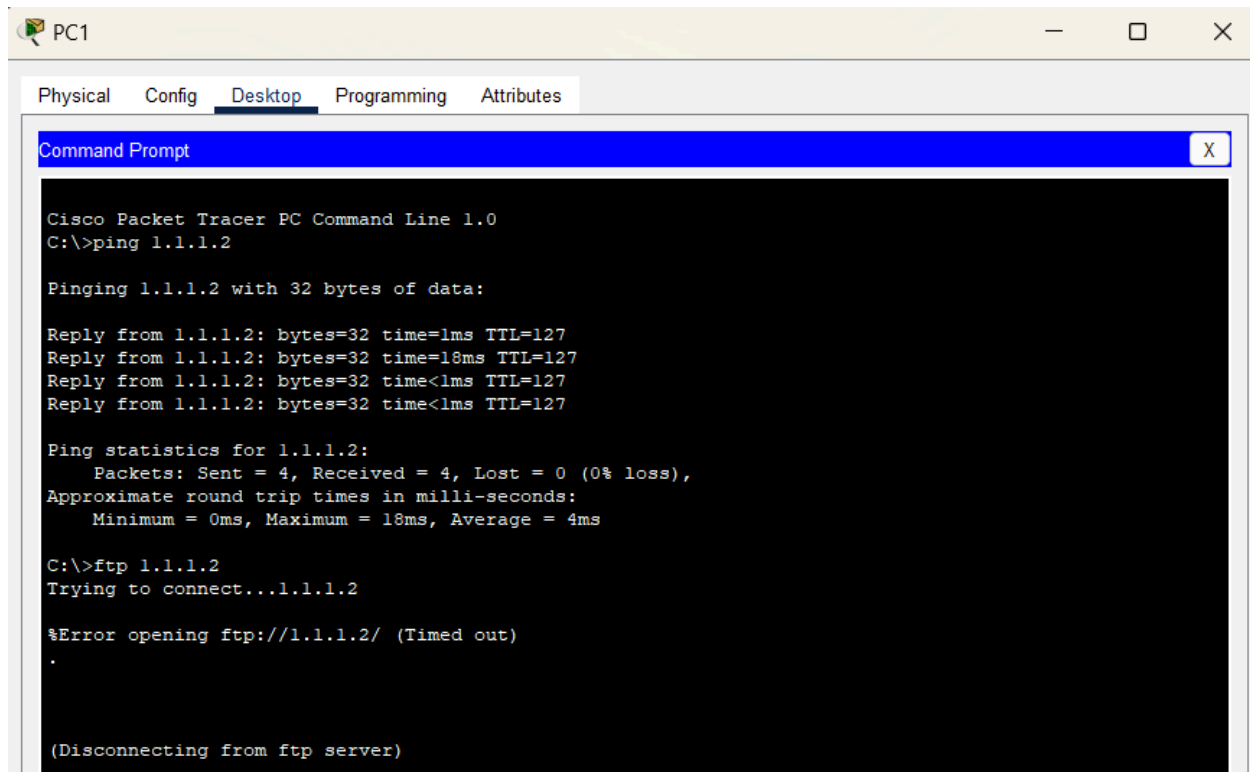 PC1
Physical Config Desktop Programming Attributes
Command Prompt X
Cisco Packet Tracer PC Command Line 1.0
C:\>ping 1.1.1.2
Pinging 1.1.1.2 with 32 bytes of data:
Reply from 1.1.1.2: bytes=32 time=1ms TTL=127
Reply from 1.1.1.2: bytes=32 time=18ms TTL=127
Reply from 1.1.1.2: bytes=32 time<1ms TTL=127
Reply from 1.1.1.2: bytes=32 time<1ms TTL=127
Ping statistics for 1.1.1.2:
Packets: Sent = 4, Received = 4, Lost = 0 (0% loss),
Approximate round trip times in milli-seconds:
Minimum = 0ms, Maximum = 18ms, Average = 4ms
C:\>ftp 1.1.1.2
Trying to connect...1.1.1.2
%Error opening ftp://1.1.1.2/ (Timed out)
.
(Disconnecting from ftp server)